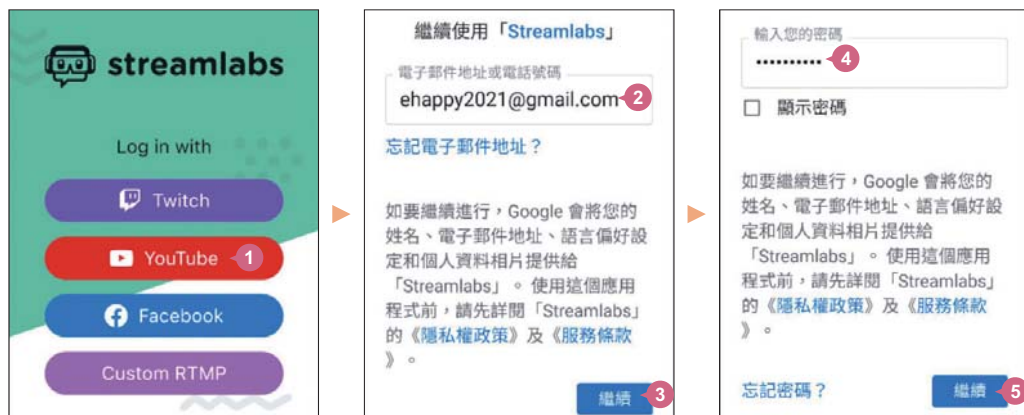 streamlabs
Log in with
Twitch
YouTube 1
Facebook
Custom RTMP
繼續使用「Streamlabs」
電子郵件地址或電話號碼
ehappy2021@gmail.com 2
忘記電子郵件地址？
如要繼續進行，Google 會將您的
姓名、電子郵件地址、語言偏好設
定和個人資料相片提供給
「Streamlabs」。 使用這個應用
程式前，請先詳閱「Streamlabs」
的《隱私權政策》及《服務條款
》。
繼續 3
輸入您的密碼
•••••••••• 4
顯示密碼
如要繼續進行，Google 會將您的
姓名、電子郵件地址、語言偏好設
定和個人資料相片提供給
「Streamlabs」。 使用這個應用
程式前，請先詳閱「Streamlabs」
的《隱私權政策》及《服務條款
》。
忘記密碼？ 繼續 5